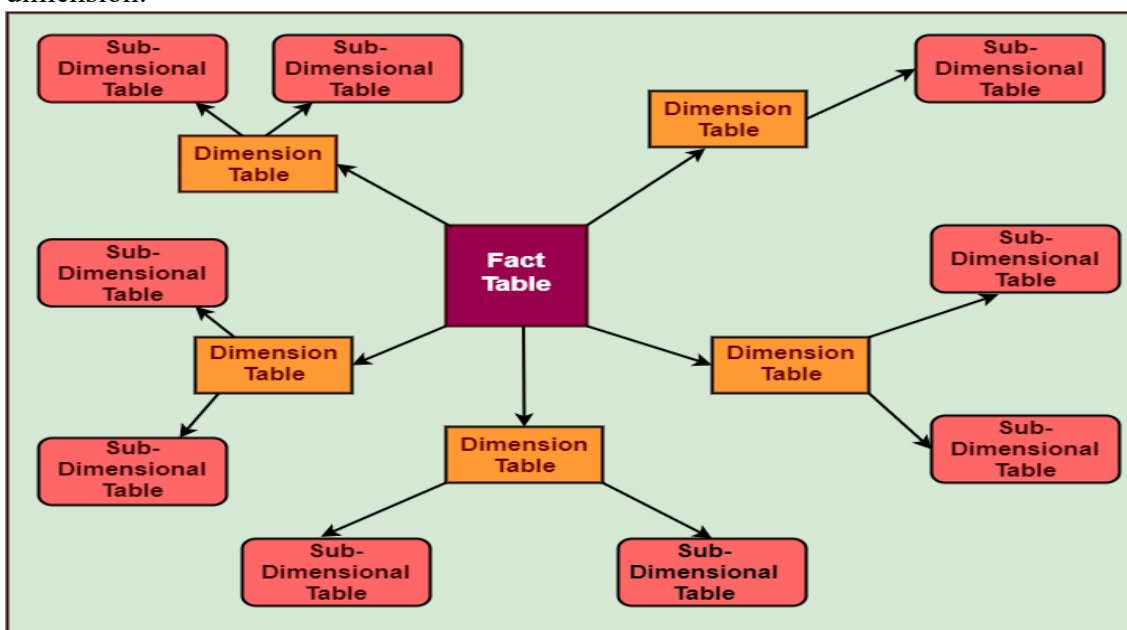 dimension.
Sub-
Dimensional
Table
Sub-
Dimensional
Table
Sub-
Dimensional
Table
Dimension
Table
Dimension
Table
Fact
Table
Sub-
Dimensional
Table
Sub-
Dimensional
Table
Dimension
Table
Dimension
Table
Sub-
Dimensional
Table
Dimension
Table
Sub-
Dimensional
Table
Sub-
Dimensional
Table
Sub-
Dimensional
Table